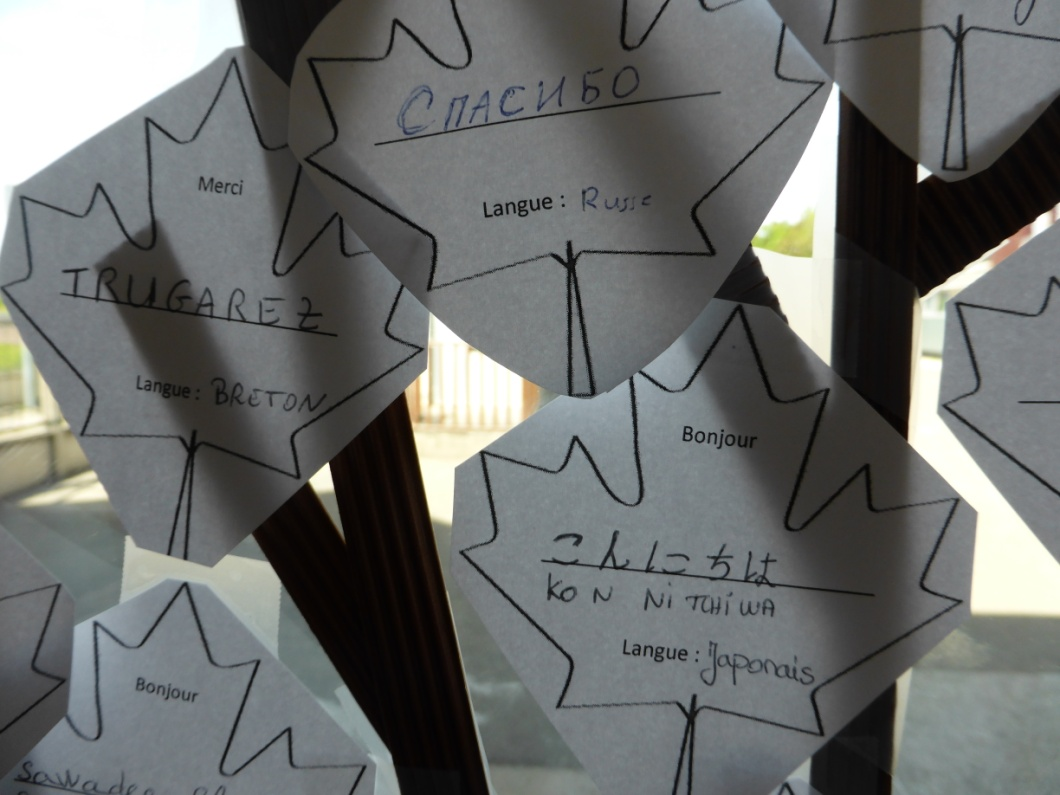 Спасибо
Langue : Russe
Merci
TRUGAREZ
Langue : BRETON
Bonjour
こんにちは
KO N NI TCHI WA
Langue : Japonais
Bonjour